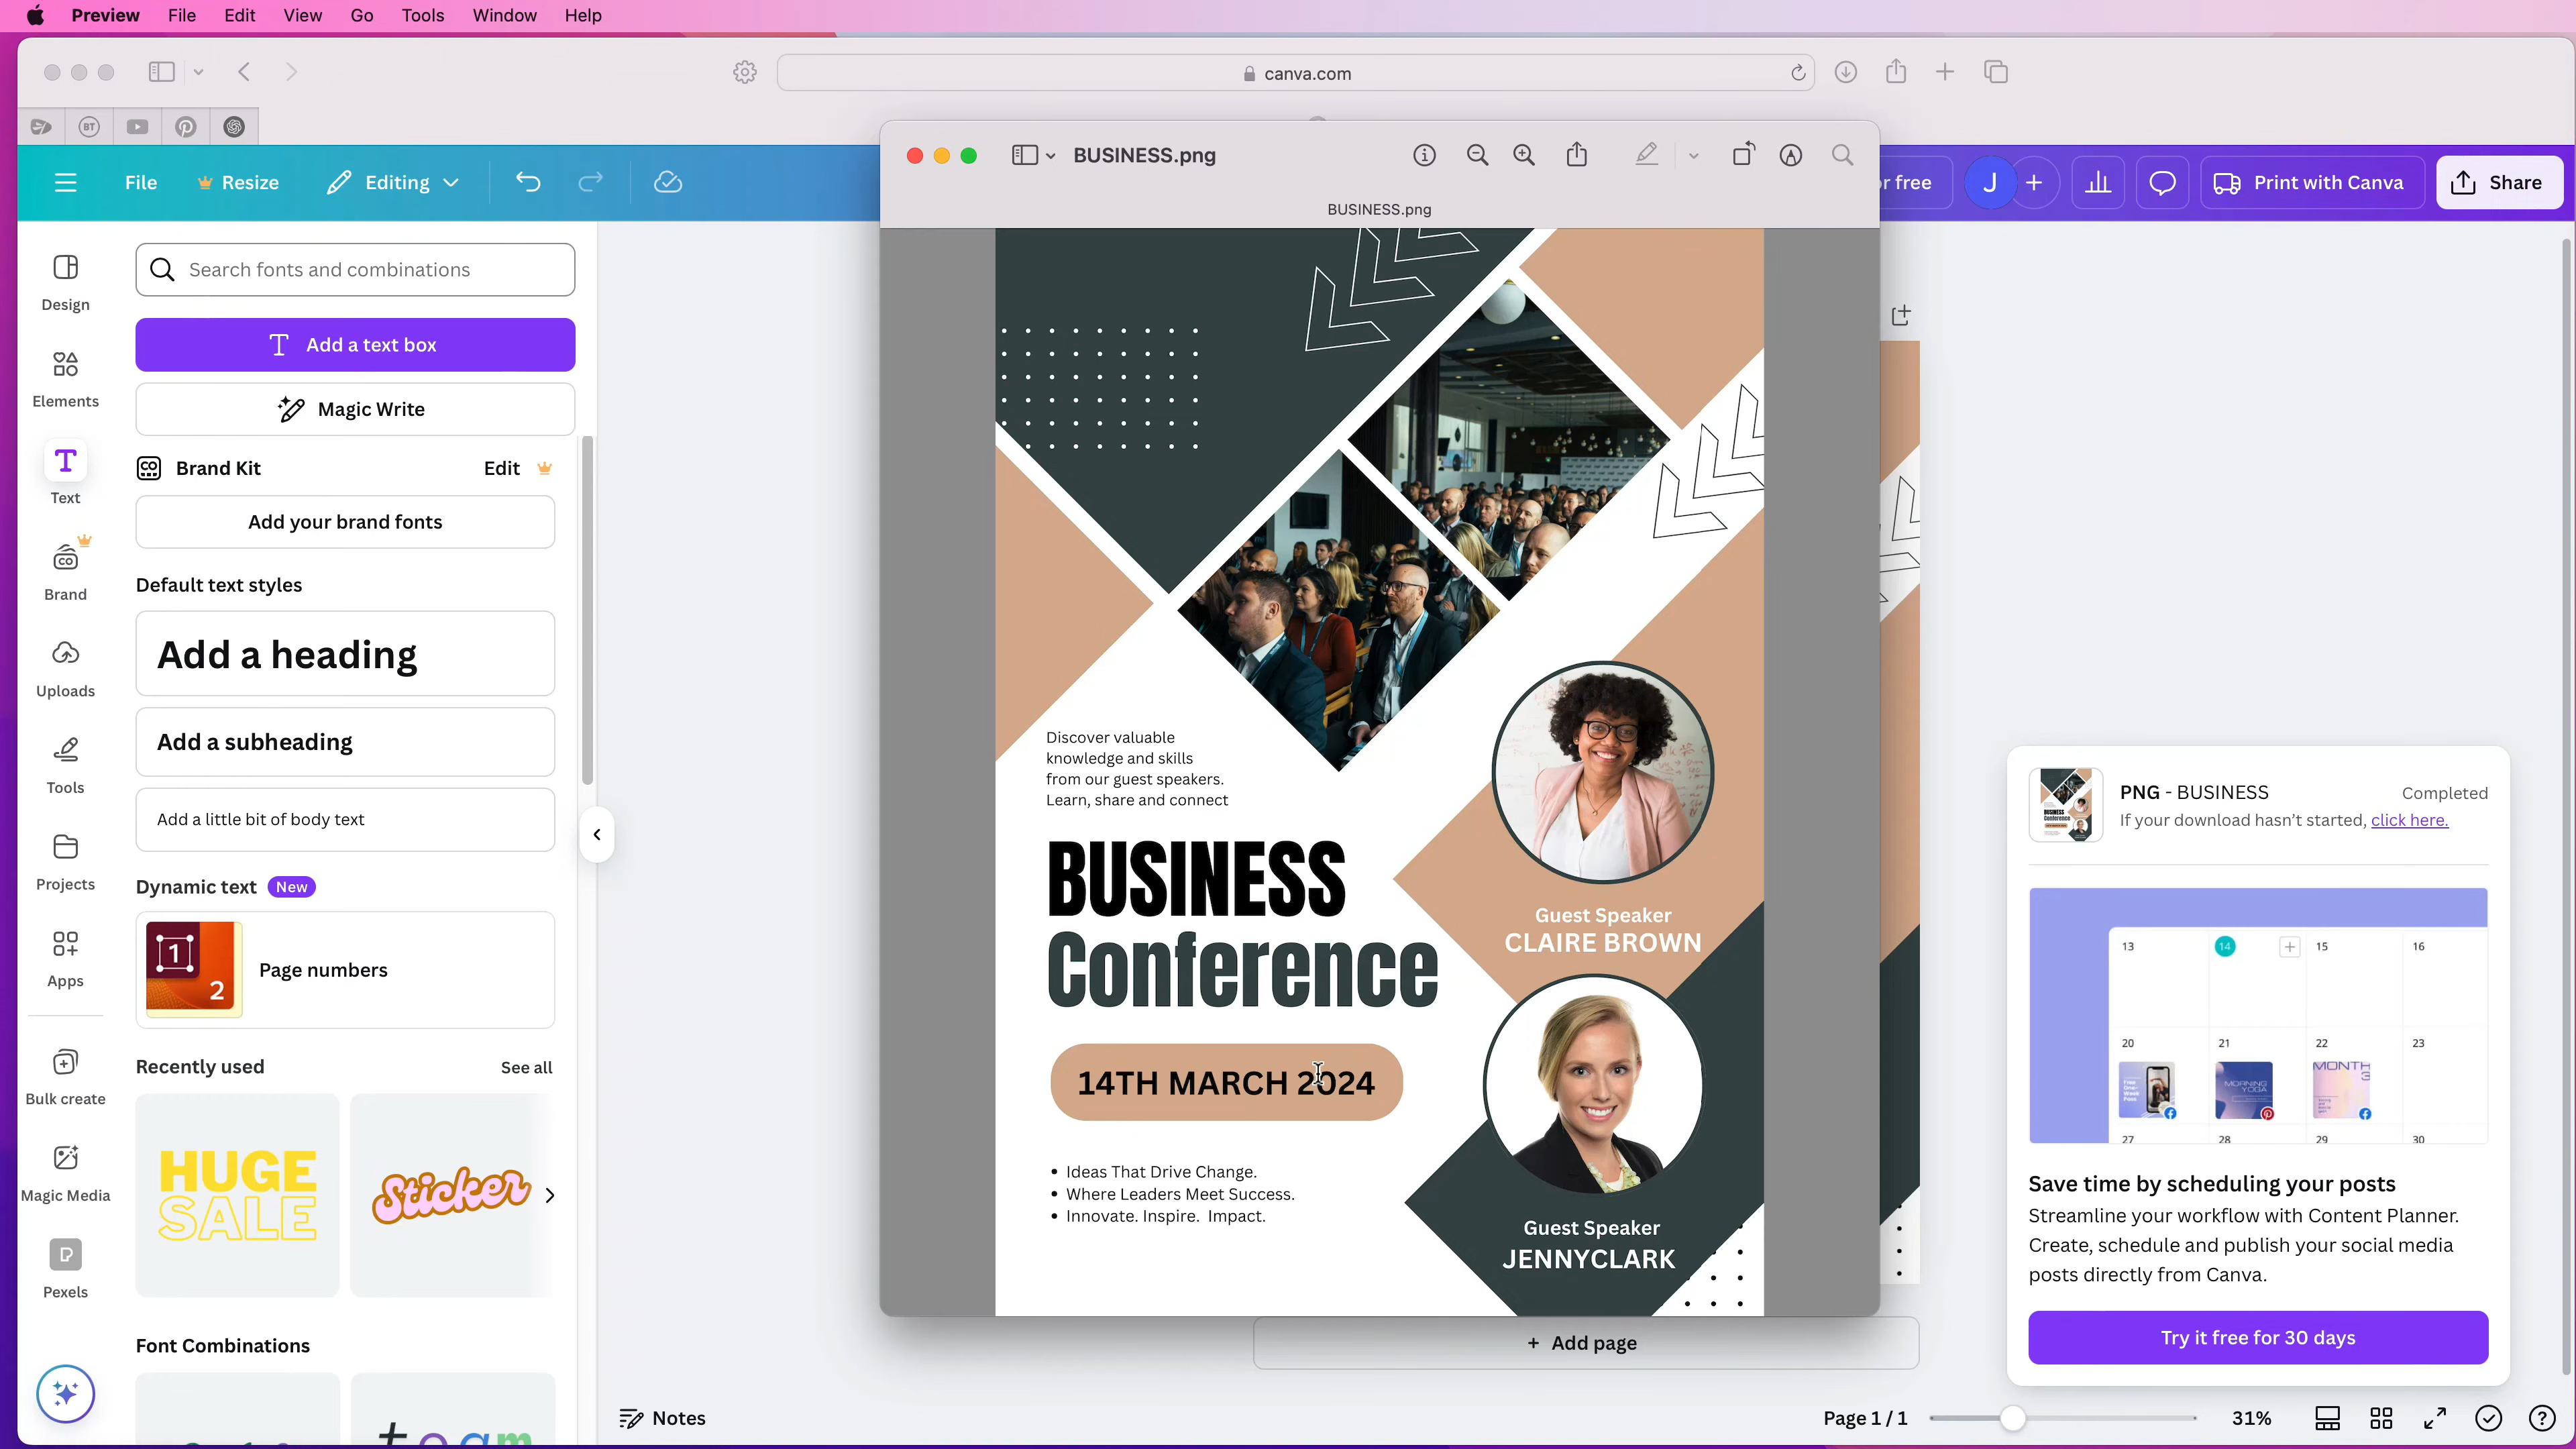 Preview File Edit View Go Tools Window Help
canva.com
BT
File Resize Editing
r free J Print with Canva Share
BUSINESS.png
BUSINESS.png
Search fonts and combinations
Add a text box
Magic Write
Brand Kit Edit
Add your brand fonts
Default text styles
Add a heading
Add a subheading
Add a little bit of body text
Dynamic text New
1
2
Page numbers
Recently used See all
HUGE
SALE
Sticker
Font Combinations
team
Design
Elements
Text
Brand
Uploads
Tools
Projects
Apps
Bulk create
Magic Media
Pexels
Discover valuable
knowledge and skills
from our guest speakers.
Learn, share and connect
BUSINESS
Conference
14TH MARCH 2024
• Ideas That Drive Change.
• Where Leaders Meet Success.
• Innovate. Inspire. Impact.
Guest Speaker
CLAIRE BROWN
Guest Speaker
JENNYCLARK
+ Add page
PNG - BUSINESS Completed
If your download hasn't started, click here.
13 14 15 16
20 21 22 23
MORNING
YOGA
MONTH
3
27 28 29 30
Save time by scheduling your posts
Streamline your workflow with Content Planner.
Create, schedule and publish your social media
posts directly from Canva.
Try it free for 30 days
Notes
Page 1 / 1 31%